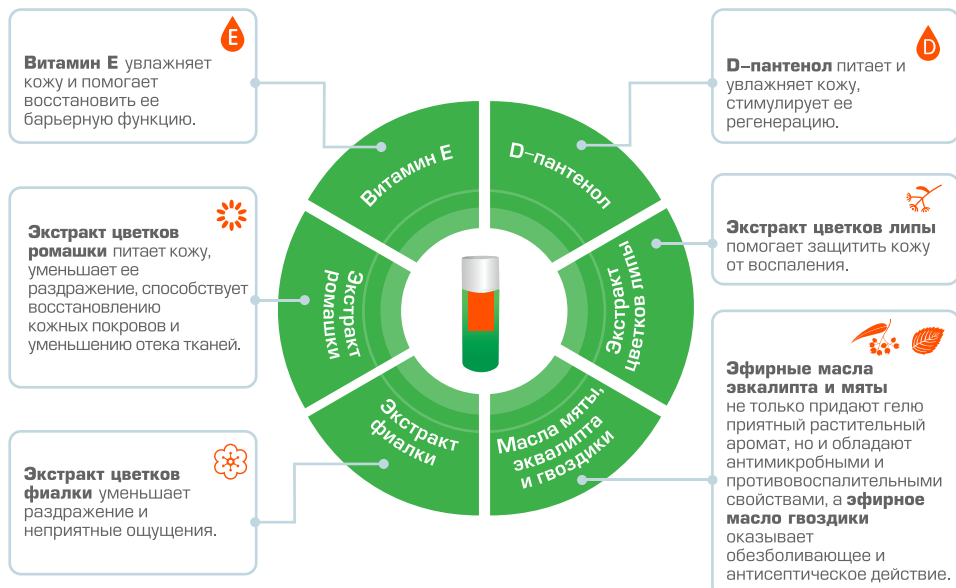 E
Витамин Е увлажняет
кожу и помогает
восстановить ее
барьерную функцию.
D
D–пантенол питает и
увлажняет кожу,
стимулирует ее
регенерацию.
Экстракт цветков
ромашки питает кожу,
уменьшает ее
раздражение, способствует
восстановлению
кожных покровов и
уменьшению отека тканей.
Экстракт цветков липы
помогает защитить кожу
от воспаления.
Экстракт цветков
фиалки уменьшает
раздражение и
неприятные ощущения.
Эфирные масла
эвкалипта и мяты
не только придают гелю
приятный растительный
аромат, но и обладают
антимикробными и
противовоспалительными
свойствами, а эфирное
масло гвоздики
оказывает
обезболивающее и
антисептическое действие.
Витамин Е
D–пантенол
Экстракт
ромашки
Экстракт
цветков липы
Экстракт
фиалки
Масла мяты,
эквалипта
и гвоздики